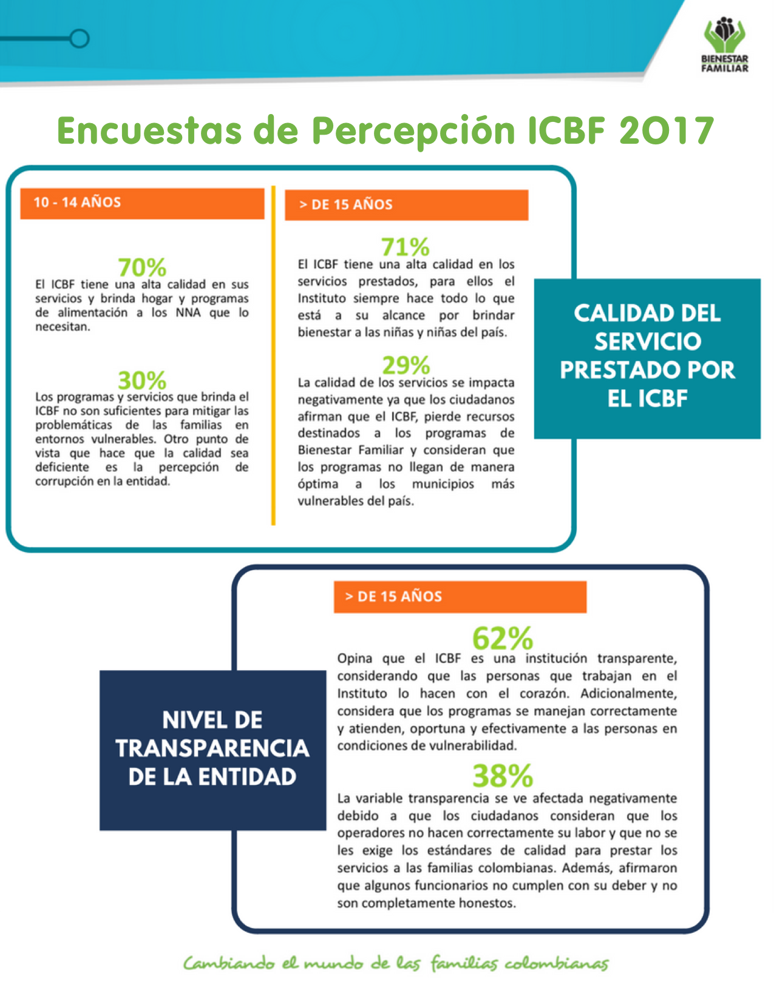 BIENESTAR
FAMILIAR
Encuestas de Percepción ICBF 2017
10 - 14 AÑOS
70%
El ICBF tiene una alta calidad en sus
servicios y brinda hogar y programas
de alimentación a los NNA que lo
necesitan.
30%
Los programas y servicios que brinda el
ICBF no son suficientes para mitigar las
problemáticas de las familias en
entornos vulnerables. Otro punto de
vista que hace que la calidad sea
deficiente es la percepción de
corrupción en la entidad.
> DE 15 AÑOS
71%
El ICBF tiene una alta calidad en los
servicios prestados, para ellos el
Instituto siempre hace todo lo que
está a su alcance por brindar
bienestar a las niñas y niñas del país.
29%
La calidad de los servicios se impacta
negativamente ya que los ciudadanos
afirman que el ICBF, pierde recursos
destinados a los programas de
Bienestar Familiar y consideran que
los programas no llegan de manera
óptima a los municipios más
vulnerables del país.
CALIDAD DEL
SERVICIO
PRESTADO POR
EL ICBF
NIVEL DE
TRANSPARENCIA
DE LA ENTIDAD
> DE 15 AÑOS
62%
Opina que el ICBF es una institución transparente,
considerando que las personas que trabajan en el
Instituto lo hacen con el corazón. Adicionalmente,
considera que los programas se manejan correctamente
y atienden, oportuna y efectivamente a las personas en
condiciones de vulnerabilidad.
38%
La variable transparencia se ve afectada negativamente
debido a que los ciudadanos consideran que los
operadores no hacen correctamente su labor y que no se
les exige los estándares de calidad para prestar los
servicios a las familias colombianas. Además, afirmaron
que algunos funcionarios no cumplen con su deber y no
son completamente honestos.
Cambiando el mundo de las familias colombianas